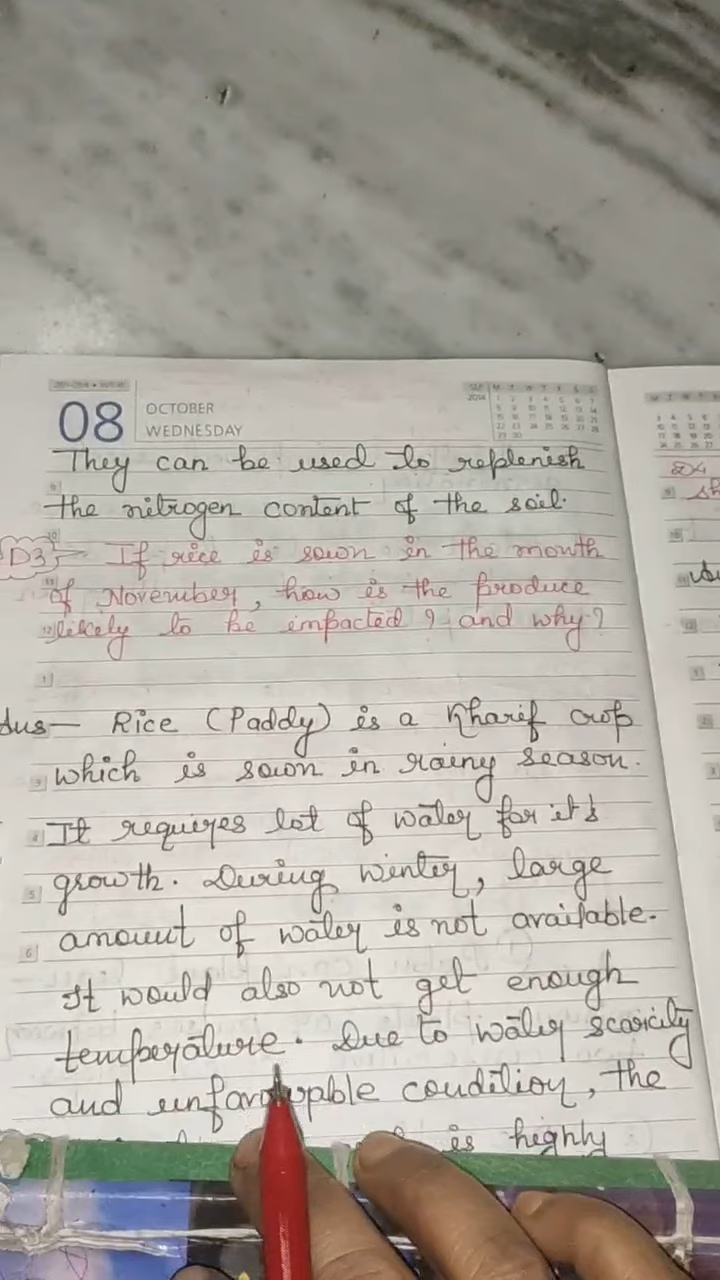 08
OCTOBER
WEDNESDAY
SEP
2014
M T W T F S S
They can be used to replenish
the nitrogen content of the soil.
D3 — If rice is sown in the month
of November, how is the produce
likely to be impacted ? and why?
Aus — Rice (Paddy) is a Kharif crop
which is sown in rainy season.
It requires lot of water for it's
growth. During winter, large
amount of water is not available.
It would also not get enough
temperature. Due to water scarcity
and unfavourable condition, the
is highly